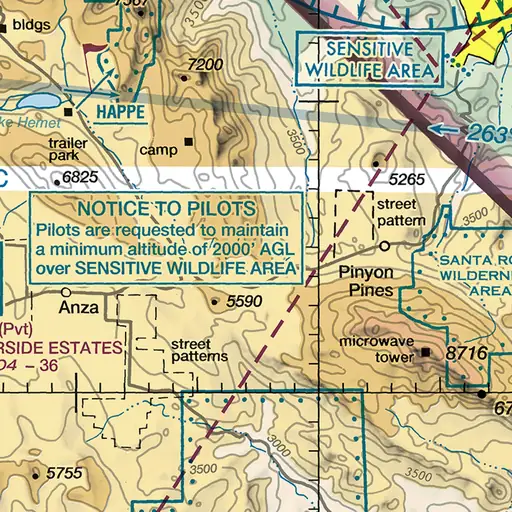 bldgs
7200
SENSITIVE
WILDLIFE AREA
3500
HAPPE
263°
trailer
park
camp
5265
6825
C
street
pattern
3500
NOTICE TO PILOTS
Pilots are requested to maintain
a minimum altitude of 2000' AGL
over SENSITIVE WILDLIFE AREA
Pinyon
Pines
Anza
5590
(Pvt)
RSIDE ESTATES
04 - 36
street
patterns
microwave
tower
8716
3000
3500
3500
5755